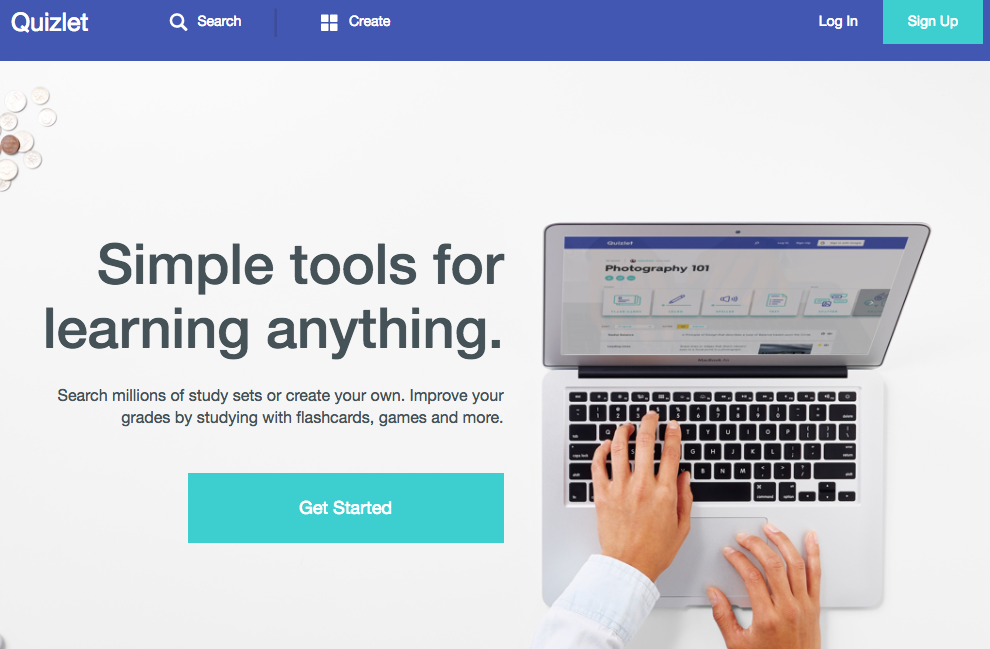 Quizlet
Search
Create
Log In
Sign Up
Simple tools for
learning anything.
Search millions of study sets or create your own. Improve your
grades by studying with flashcards, games and more.
Get Started
Quizlet
Photography 101